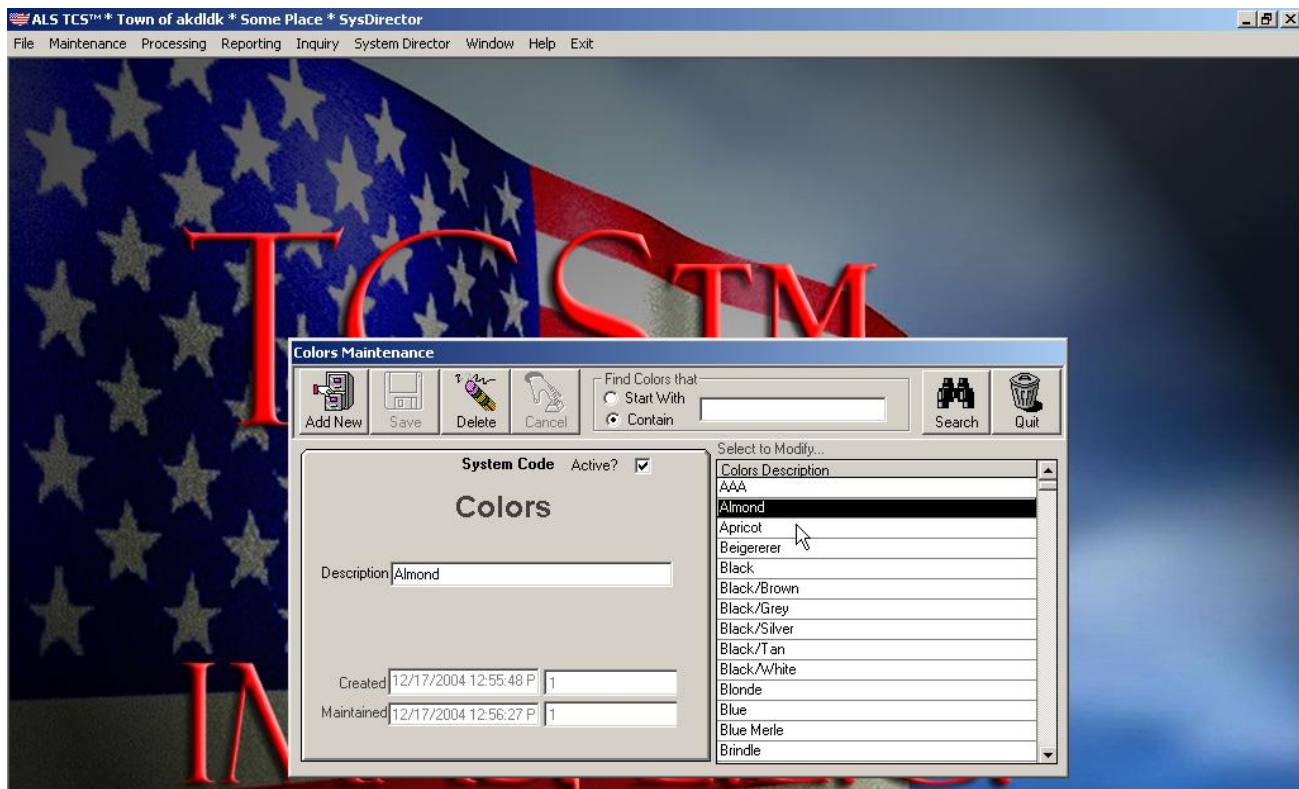 ALS TCS™ * Town of akdldk * Some Place * SysDirector
File Maintenance Processing Reporting Inquiry System Director Window Help Exit
TCSTM
Colors Maintenance
Add New Save Delete Cancel
Find Colors that
Start With
Contain
Search Quit
System Code Active?
Colors
Description Almond
Created 12/17/2004 12:55:48 P 1
Maintained 12/17/2004 12:56:27 P 1
Select to Modify...
Colors Description
AAA
Almond
Apricot
Beigererer
Black
Black/Brown
Black/Grey
Black/Silver
Black/Tan
Black/White
Blonde
Blue
Blue Merle
Brindle